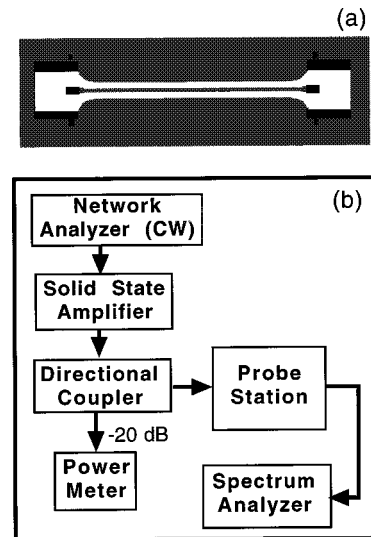 (a)
(b)
Network
Analyzer (CW)
Solid State
Amplifier
Directional
Coupler
Probe
Station
-20 dB
Power
Meter
Spectrum
Analyzer